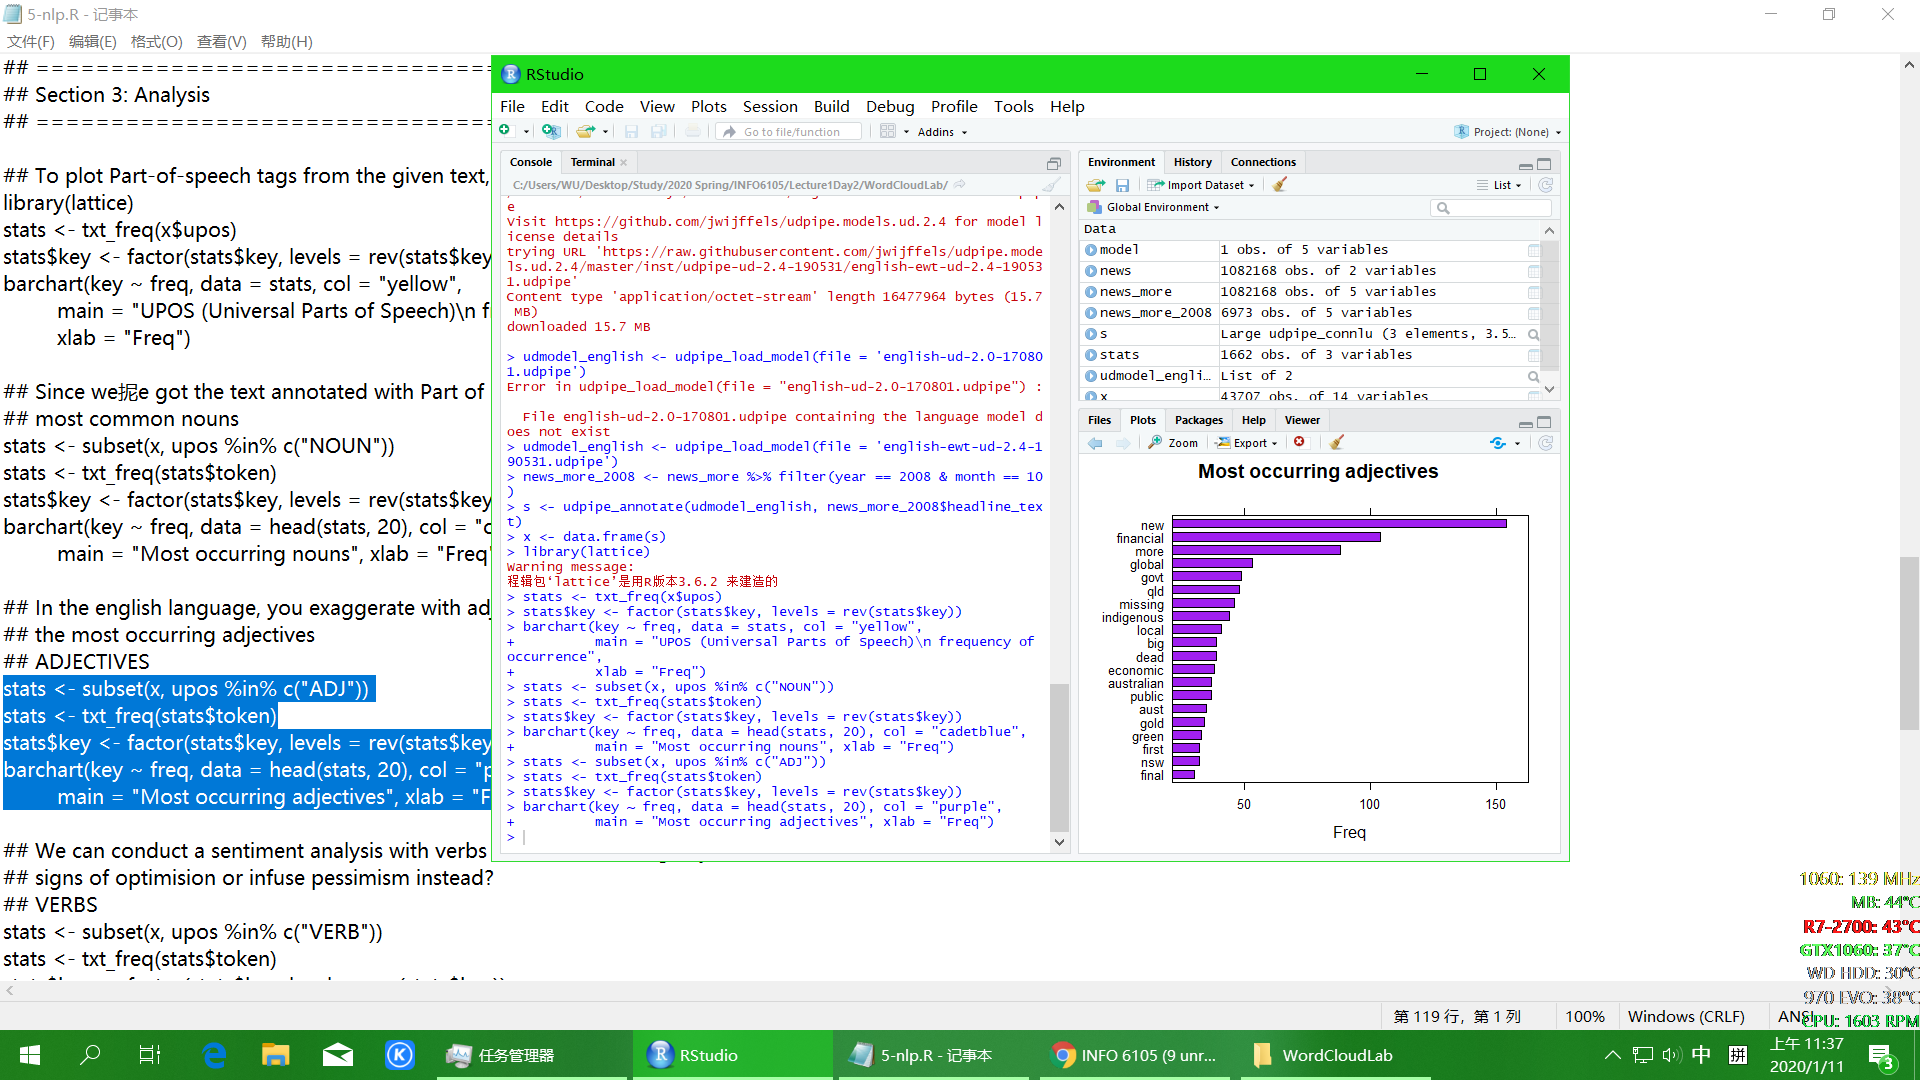 5-nlp.R - 记事本
文件(F) 编辑(E) 格式(O) 查看(V) 帮助(H)
## ==============================
## Section 3: Analysis
## ==============================
## To plot Part-of-speech tags from the given text,
library(lattice)
stats <- txt_freq(x$upos)
stats$key <- factor(stats$key, levels = rev(stats$key
barchart(key ~ freq, data = stats, col = "yellow",
main = "UPOS (Universal Parts of Speech)\n fr
xlab = "Freq")
## Since we抳e got the text annotated with Part of
## most common nouns
stats <- subset(x, upos %in% c("NOUN"))
stats <- txt_freq(stats$token)
stats$key <- factor(stats$key, levels = rev(stats$key
barchart(key ~ freq, data = head(stats, 20), col = "c
main = "Most occurring nouns", xlab = "Freq"
## In the english language, you exaggerate with adj
## the most occurring adjectives
## ADJECTIVES
stats <- subset(x, upos %in% c("ADJ"))
stats <- txt_freq(stats$token)
stats$key <- factor(stats$key, levels = rev(stats$key
barchart(key ~ freq, data = head(stats, 20), col = "p
main = "Most occurring adjectives", xlab = "F
## We can conduct a sentiment analysis with verbs
## signs of optimision or infuse pessimism instead?
## VERBS
stats <- subset(x, upos %in% c("VERB"))
stats <- txt_freq(stats$token)
RStudio
File Edit Code View Plots Session Build Debug Profile Tools Help
Go to file/function Addins Project: (None)
Console Terminal
C:/Users/WU/Desktop/Study/2020 Spring/INFO6105/Lecture1Day2/WordCloudLab/
e
Visit https://github.com/jwijffels/udpipe.models.ud.2.4 for model l
icense details
trying URL 'https://raw.githubusercontent.com/jwijffels/udpipe.mode
ls.ud.2.4/master/inst/udpipe-ud-2.4-190531/english-ewt-ud-2.4-19053
1.udpipe'
Content type 'application/octet-stream' length 16477964 bytes (15.7
MB)
downloaded 15.7 MB
> udmodel_english <- udpipe_load_model(file = 'english-ud-2.0-17080
1.udpipe')
Error in udpipe_load_model(file = "english-ud-2.0-170801.udpipe") :
File english-ud-2.0-170801.udpipe containing the language model d
oes not exist
> udmodel_english <- udpipe_load_model(file = 'english-ewt-ud-2.4-1
90531.udpipe')
> news_more_2008 <- news_more %>% filter(year == 2008 & month == 10
)
> s <- udpipe_annotate(udmodel_english, news_more_2008$headline_tex
t)
> x <- data.frame(s)
> library(lattice)
Warning message:
程辑包‘lattice’是用R版本3.6.2 来建造的
> stats <- txt_freq(x$upos)
> stats$key <- factor(stats$key, levels = rev(stats$key))
> barchart(key ~ freq, data = stats, col = "yellow",
+ main = "UPOS (Universal Parts of Speech)\n frequency of
occurrence",
+ xlab = "Freq")
> stats <- subset(x, upos %in% c("NOUN"))
> stats <- txt_freq(stats$token)
> stats$key <- factor(stats$key, levels = rev(stats$key))
> barchart(key ~ freq, data = head(stats, 20), col = "cadetblue",
+ main = "Most occurring nouns", xlab = "Freq")
> stats <- subset(x, upos %in% c("ADJ"))
> stats <- txt_freq(stats$token)
> stats$key <- factor(stats$key, levels = rev(stats$key))
> barchart(key ~ freq, data = head(stats, 20), col = "purple",
+ main = "Most occurring adjectives", xlab = "Freq")
>
Environment History Connections
Import Dataset List
Global Environment
Data
model 1 obs. of 5 variables
news 1082168 obs. of 2 variables
news_more 1082168 obs. of 5 variables
news_more_2008 6973 obs. of 5 variables
s Large udpipe_connlu (3 elements, 3.5…
stats 1662 obs. of 3 variables
udmodel_engli… List of 2
x 43707 obs. of 14 variables
Files Plots Packages Help Viewer
Zoom Export
Most occurring adjectives
new
financial
more
global
govt
qld
missing
indigenous
local
big
dead
economic
australian
public
aust
gold
green
first
nsw
final
50 100 150
Freq
1060: 139 MHz
MB: 44°C
R7-2700: 43°C
GTX1060: 37°C
WD HDD: 30°C
970 EVO: 38°C
CPU: 1603 RPM
第 119 行，第 1 列 100% Windows (CRLF) ANSI
任务管理器 RStudio 5-nlp.R - 记事本 INFO 6105 (9 unr... WordCloudLab
中 拼
上午 11:37
2020/1/11
3